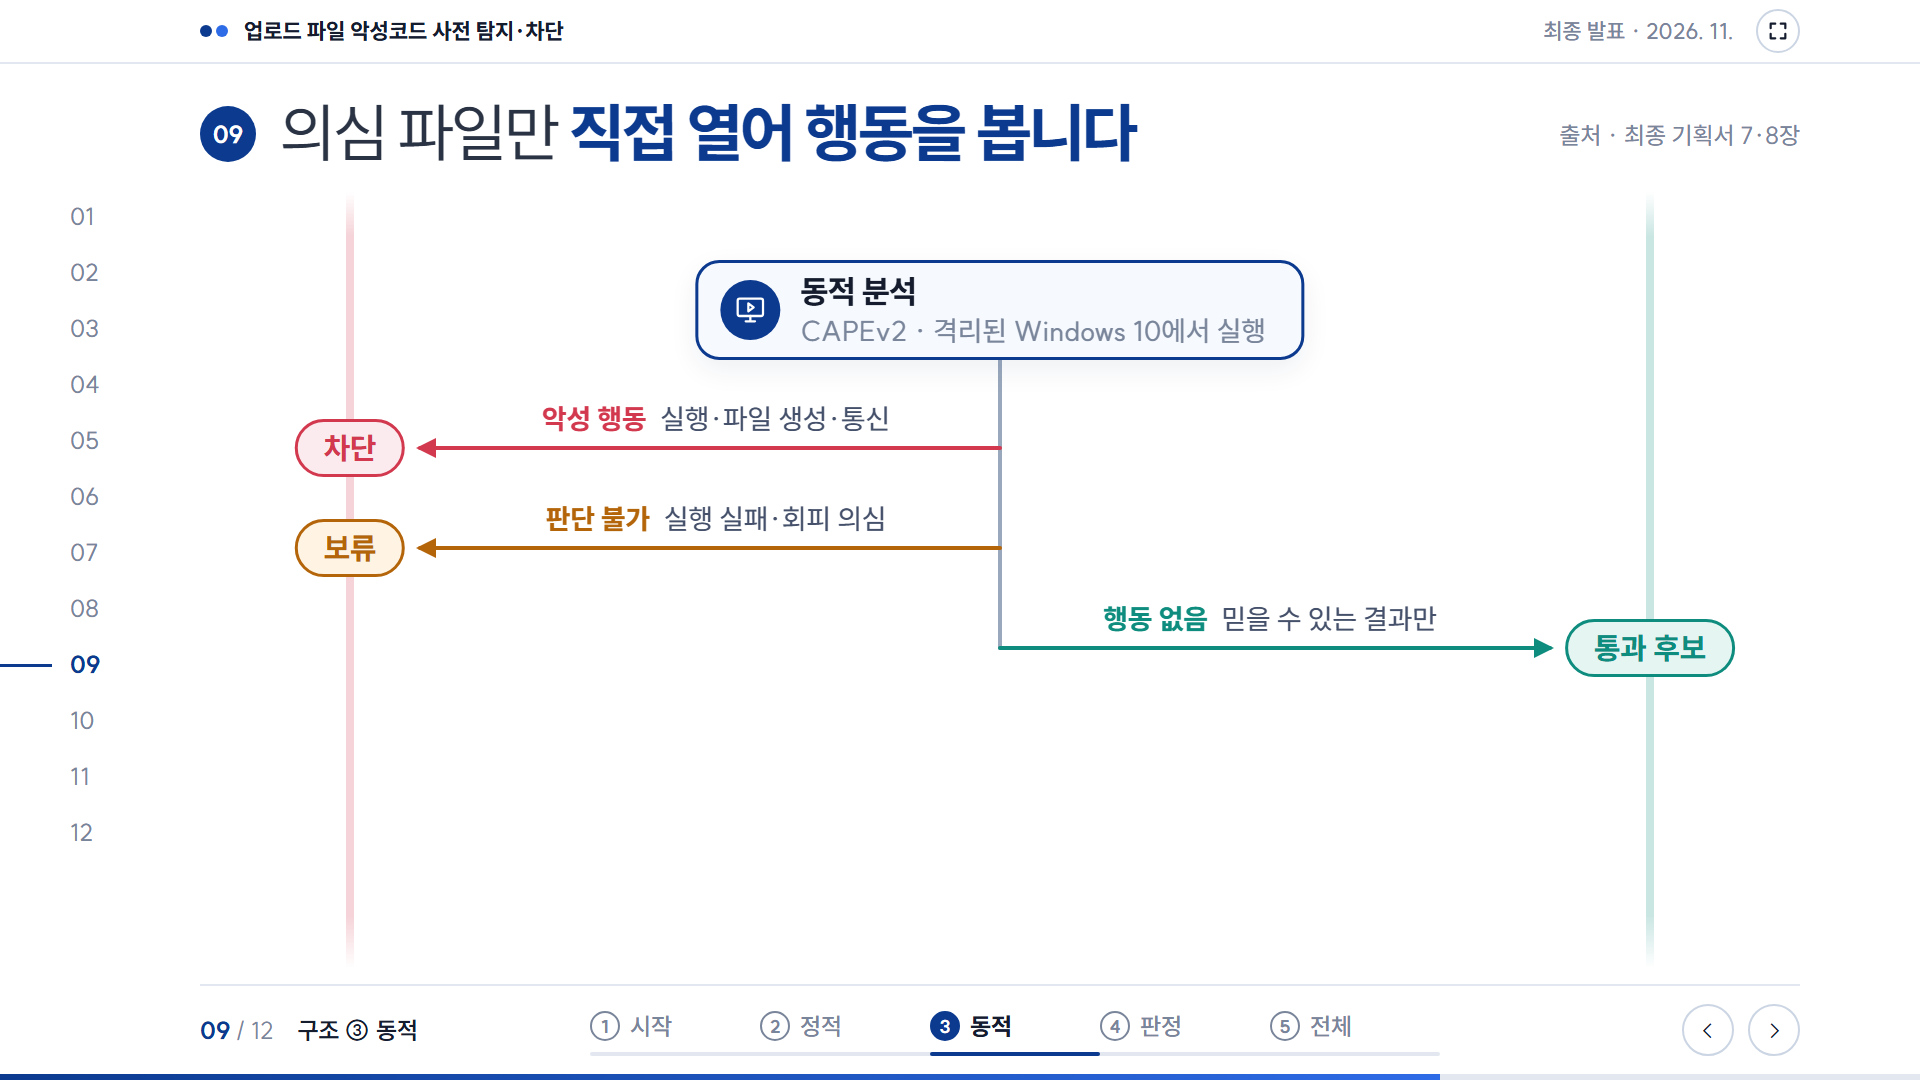 업로드 파일 악성코드 사전 탐지·차단
최종 발표 · 2026. 11.
09 의심 파일만 직접 열어 행동을 봅니다
출처 · 최종 기획서 7·8장
01
02
03
04
05
06
07
08
09
10
11
12
동적 분석
CAPEv2 · 격리된 Windows 10에서 실행
악성 행동 실행·파일 생성·통신
차단
판단 불가 실행 실패·회피 의심
보류
행동 없음 믿을 수 있는 결과만
통과 후보
09 / 12 구조 ③ 동적
1 시작
2 정적
3 동적
4 판정
5 전체